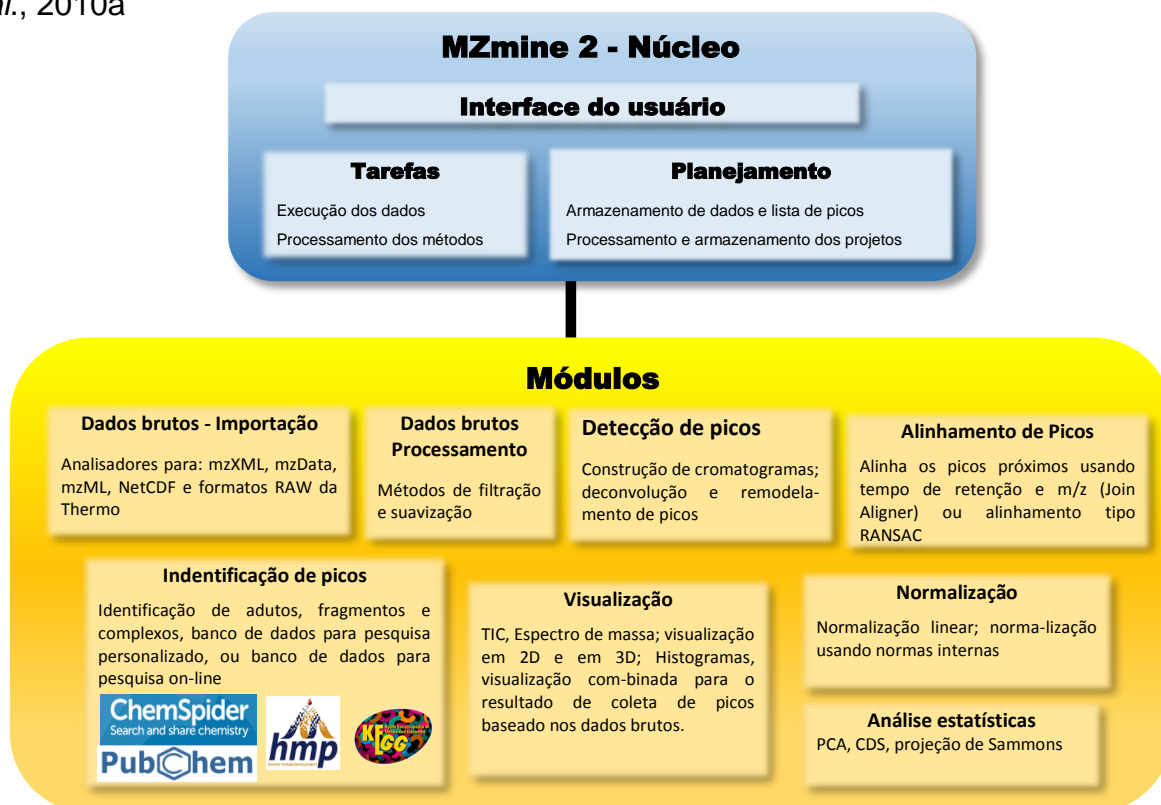 al., 2010a
MZmine 2 - Núcleo
Interface do usuário
Tarefas
Execução dos dados
Processamento dos métodos
Planejamento
Armazenamento de dados e lista de picos
Processamento e armazenamento dos projetos
Módulos
Dados brutos - Importação
Analisadores para: mzXML, mzData,
mzML, NetCDF e formatos RAW da
Thermo
Dados brutos
Processamento
Métodos de filtração
e suavização
Detecção de picos
Construção de cromatogramas;
deconvolução e remodela-
mento de picos
Alinhamento de Picos
Alinha os picos próximos usando
tempo de retenção e m/z (Join
Aligner) ou alinhamento tipo
RANSAC
Indentificação de picos
Identificação de adutos, fragmentos e
complexos, banco de dados para pesquisa
personalizado, ou banco de dados para
pesquisa on-line
ChemSpider
Search and share chemistry
PubChem
hmp
KEGG
Visualização
TIC, Espectro de massa; visualização
em 2D e em 3D; Histogramas,
visualização com-binada para o
resultado de coleta de picos
baseado nos dados brutos.
Normalização
Normalização linear; norma-lização
usando normas internas
Análise estatísticas
PCA, CDS, projeção de Sammons